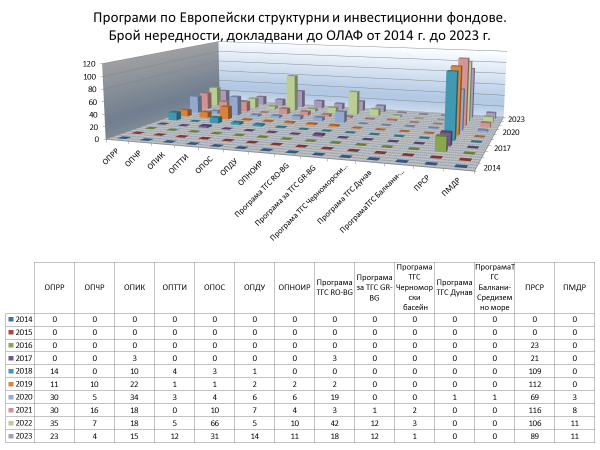 Програми по Европейски структурни и инвестиционни фондове.
Брой нередности, докладвани до ОЛАФ от 2014 г. до 2023 г.
120
100
80
60
40
20
0
2023
2020
2017
2014
ОПРР
ОПЧР
ОПИК
ОПТТИ
ОПОС
ОПДУ
ОПНОИР
Програма ТГС RO-BG
Програма за ТГС GR-BG
Програма ТГС Черноморски...
Програма ТГС Дунав
ПрограмаТГС Балкани-...
ПРСР
ПМДР
ОПРР ОПЧР ОПИК ОПТТИ ОПОС ОПДУ ОПНОИР Програма ТГС RO-BG Програма за ТГС GR-BG Програма ТГС Черномор ски басейн Програма ТГС Дунав ПрограмаТ ГС Балкани- Средизем но море ПРСР ПМДР
2014 0 0 0 0 0 0 0 0 0 0 0 0 0 0
2015 0 0 0 0 0 0 0 0 0 0 0 0 0 0
2016 0 0 0 0 0 0 0 0 0 0 0 0 23 0
2017 0 0 3 0 0 0 0 3 0 0 0 0 21 0
2018 14 0 10 4 3 1 0 0 0 0 0 0 109 0
2019 11 10 22 1 1 2 2 2 0 0 0 0 112 0
2020 30 5 34 3 4 6 6 19 0 0 1 1 69 3
2021 30 16 18 0 10 7 4 3 1 2 0 0 116 8
2022 35 7 18 5 66 5 10 42 12 3 0 0 106 11
2023 23 4 15 12 31 14 11 18 12 1 0 0 89 11